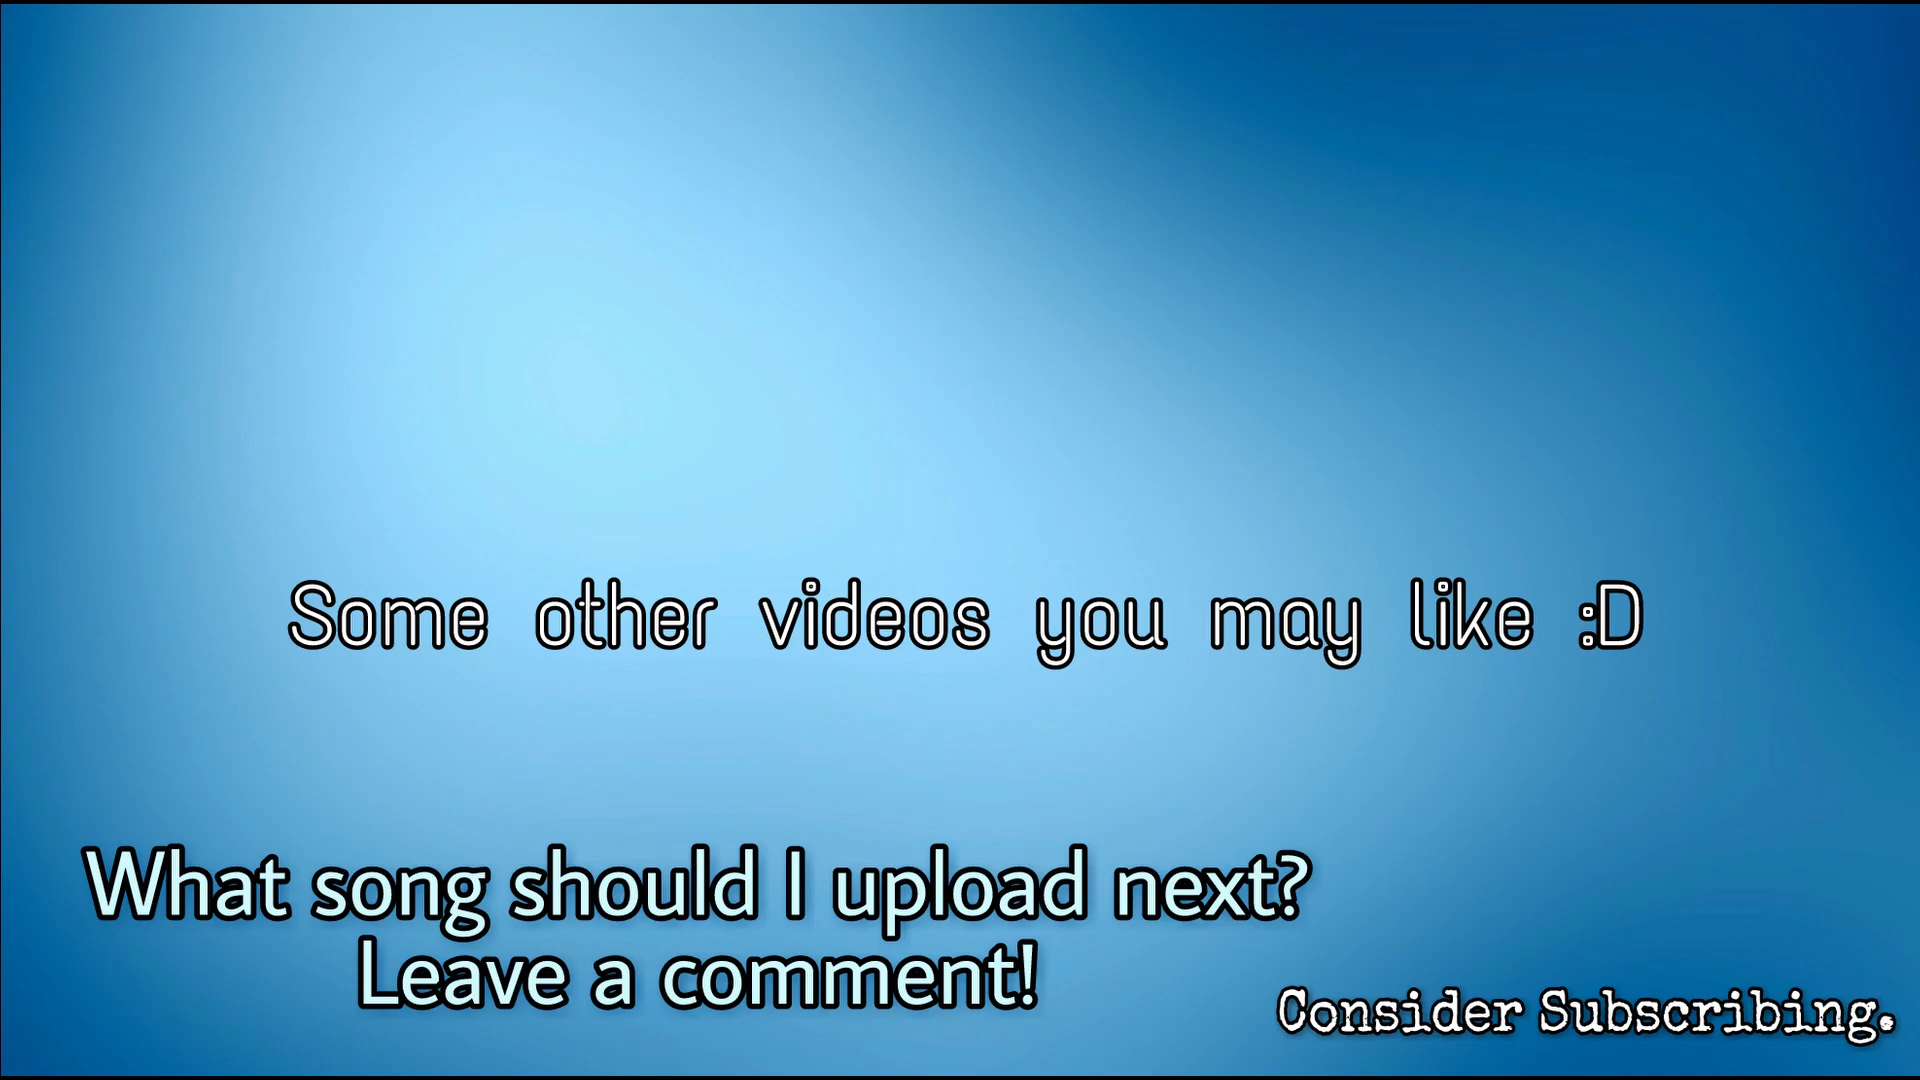 Some other videos you may like :D
What song should I upload next?
Leave a comment!
Consider Subscribing.